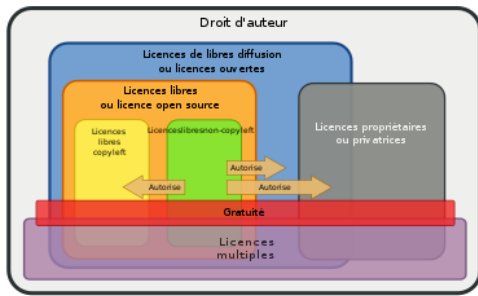 Droit d'auteur
Licences de libres diffusion
ou licences ouvertes
Licences libres
ou licence open source
Licences
libres
copyleft
Licenceslibresnon-copyleft
Licences propriétaires
ou privatrices
Autorise
Autorise
Autorise
Gratuité
Licences
multiples